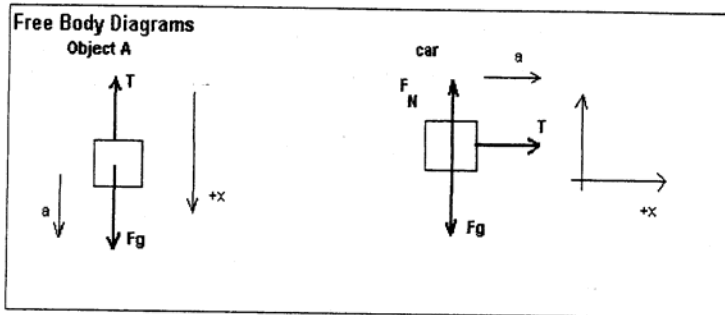 Free Body Diagrams
Object A
T
a
Fg
+x
car
F
N
a
T
Fg
+x